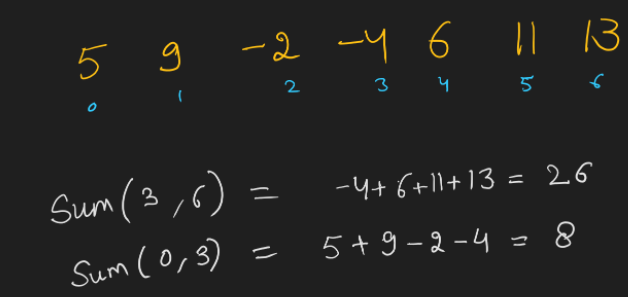 5 9 -2 -4 6 11 13
0 1 2 3 4 5 6
Sum(3,6) = -4+6+11+13 = 26
Sum(0,3) = 5+9-2-4 = 8